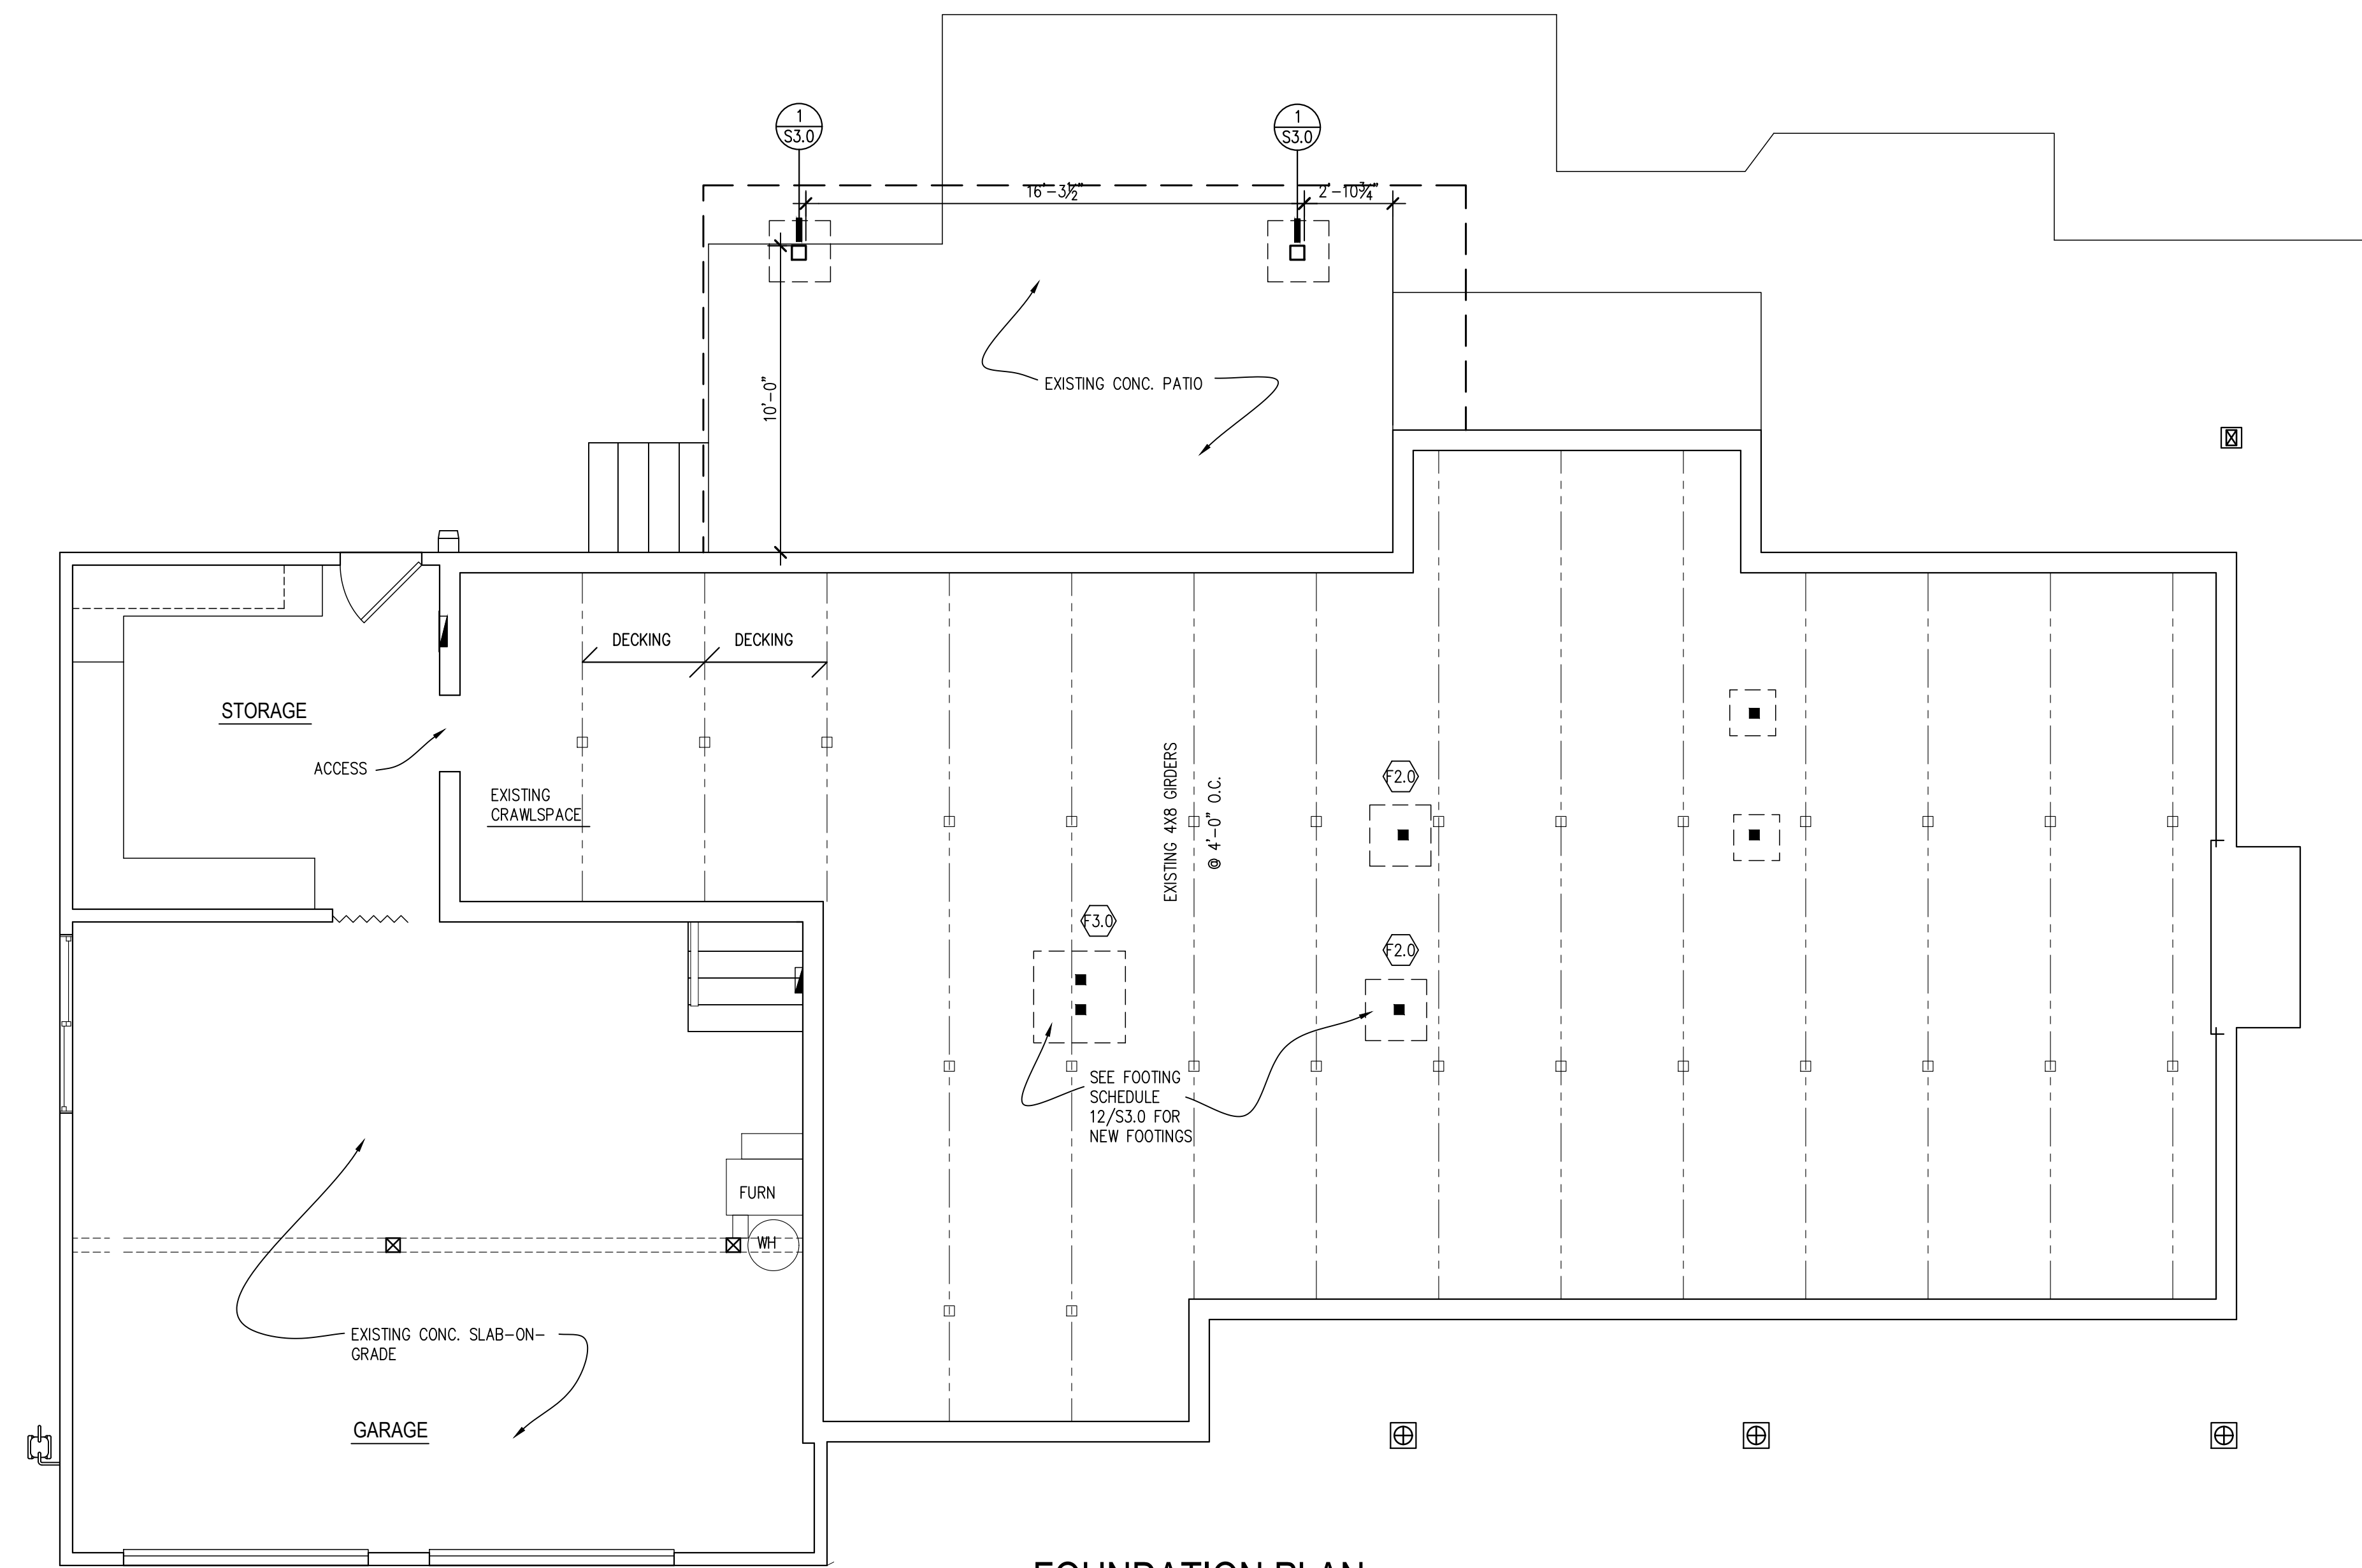 1
S3.0
1
S3.0
16'-3½"
2'-10¾"
10'-0"
EXISTING CONC. PATIO
DECKING
DECKING
STORAGE
ACCESS
EXISTING
CRAWLSPACE
EXISTING 4X8 GIRDERS
@ 4'-0" O.C.
F2.0
F3.0
F2.0
SEE FOOTING
SCHEDULE
12/S3.0 FOR
NEW FOOTINGS
FURN
WH
EXISTING CONC. SLAB-ON-
GRADE
GARAGE
FOUNDATION PLAN